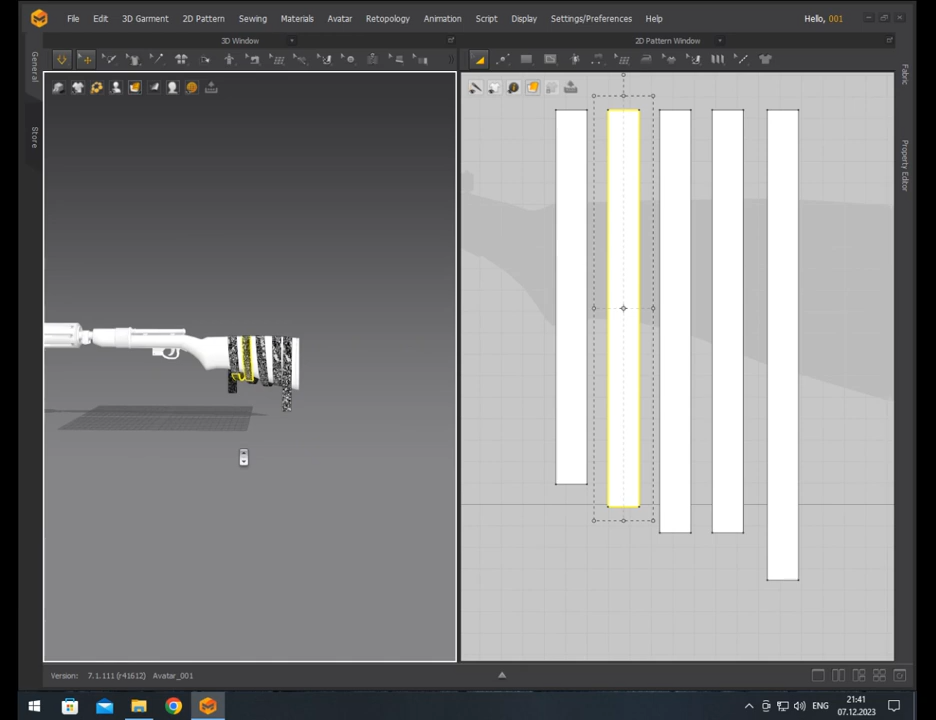 File Edit 3D Garment 2D Pattern Sewing Materials Avatar Retopology Animation Script Display Settings/Preferences Help Hello, 001
3D Window
2D Pattern Window
General
Store
Fabric
Property Editor
Version: 7.1.111 (r41612) Avatar_001
ENG
21:41
07.12.2023